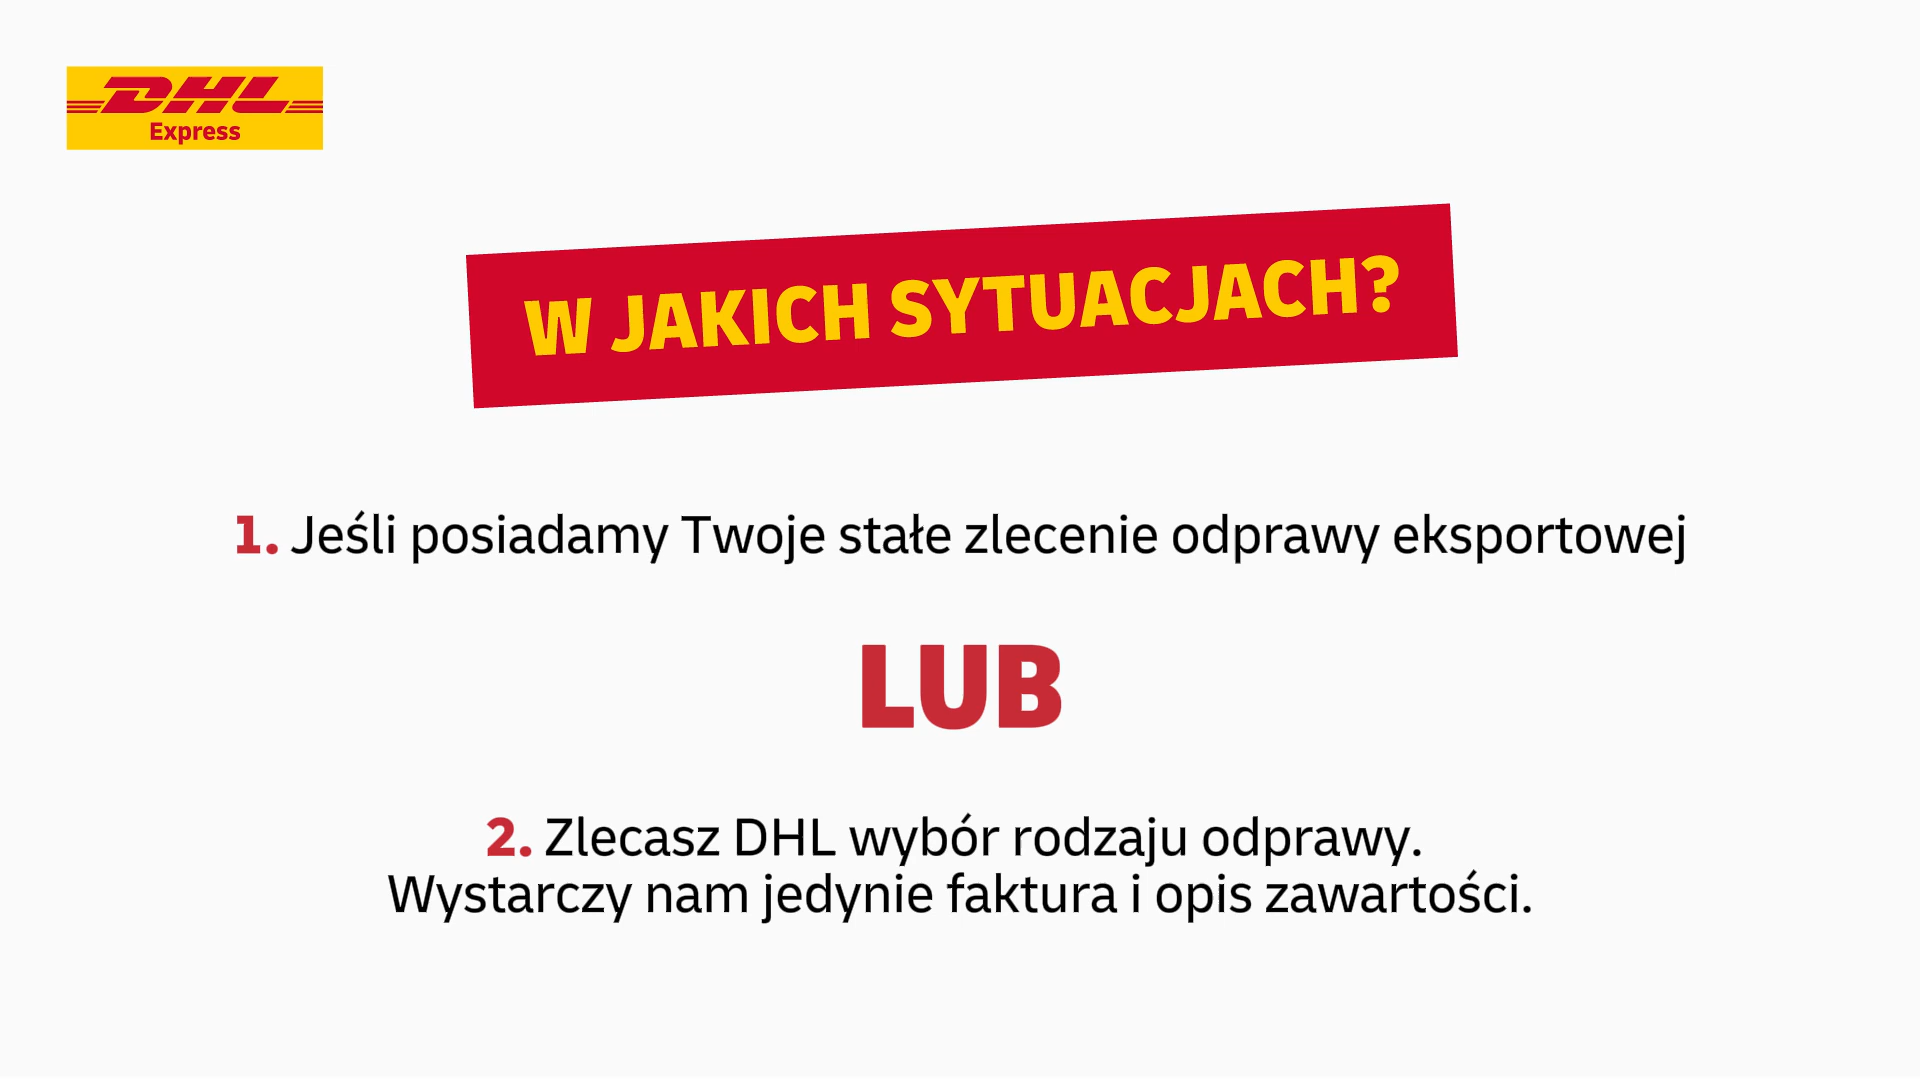 DHL
Express
W JAKICH SYTUACJACH?
1. Jeśli posiadamy Twoje stałe zlecenie odprawy eksportowej
LUB
2. Zlecasz DHL wybór rodzaju odprawy.
Wystarczy nam jedynie faktura i opis zawartości.